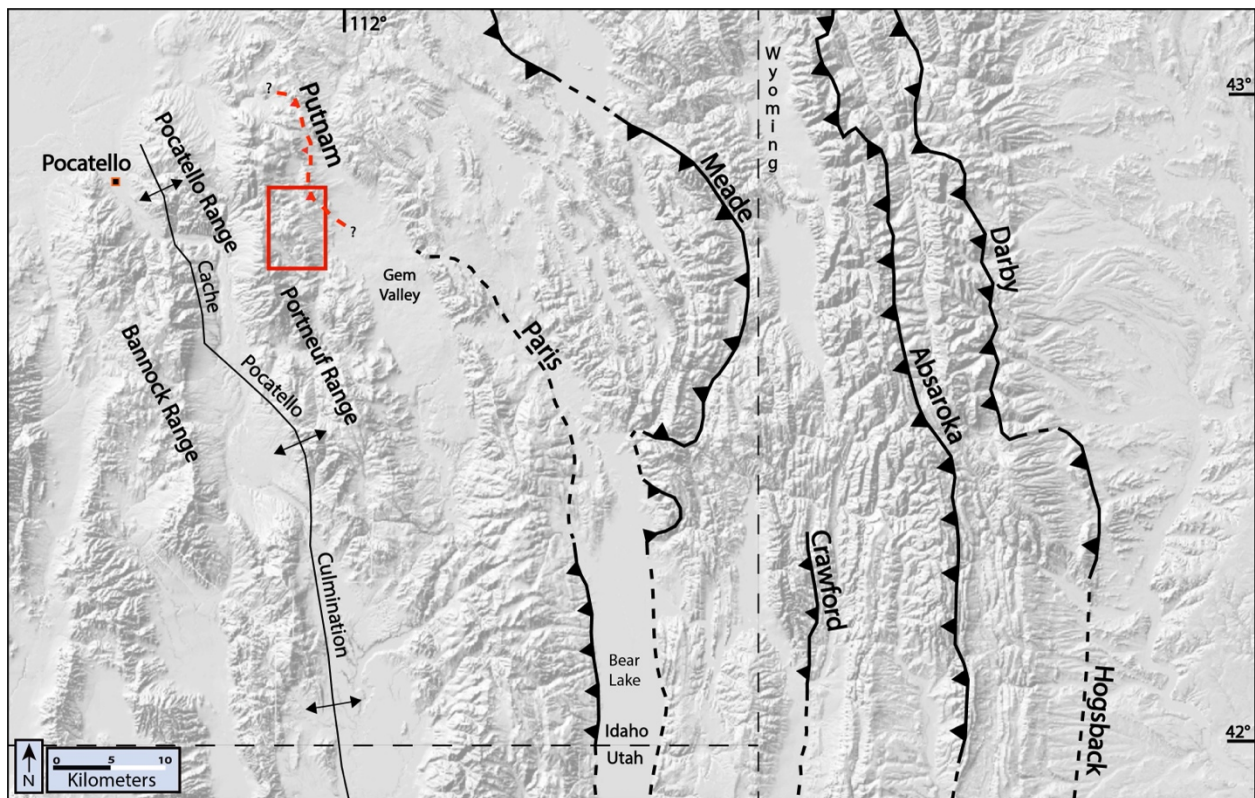 112°
Wyoming
43°
?
Putnam
Pocatello
Pocatello Range
Meade
?
Darby
Gem
Valley
Cache
Portneuf Range
Paris
Bannock Range
Pocatello
Absaroka
Crawford
Culmination
Bear
Lake
Hogsback
Idaho
Utah
42°
N
0 5 10
Kilometers